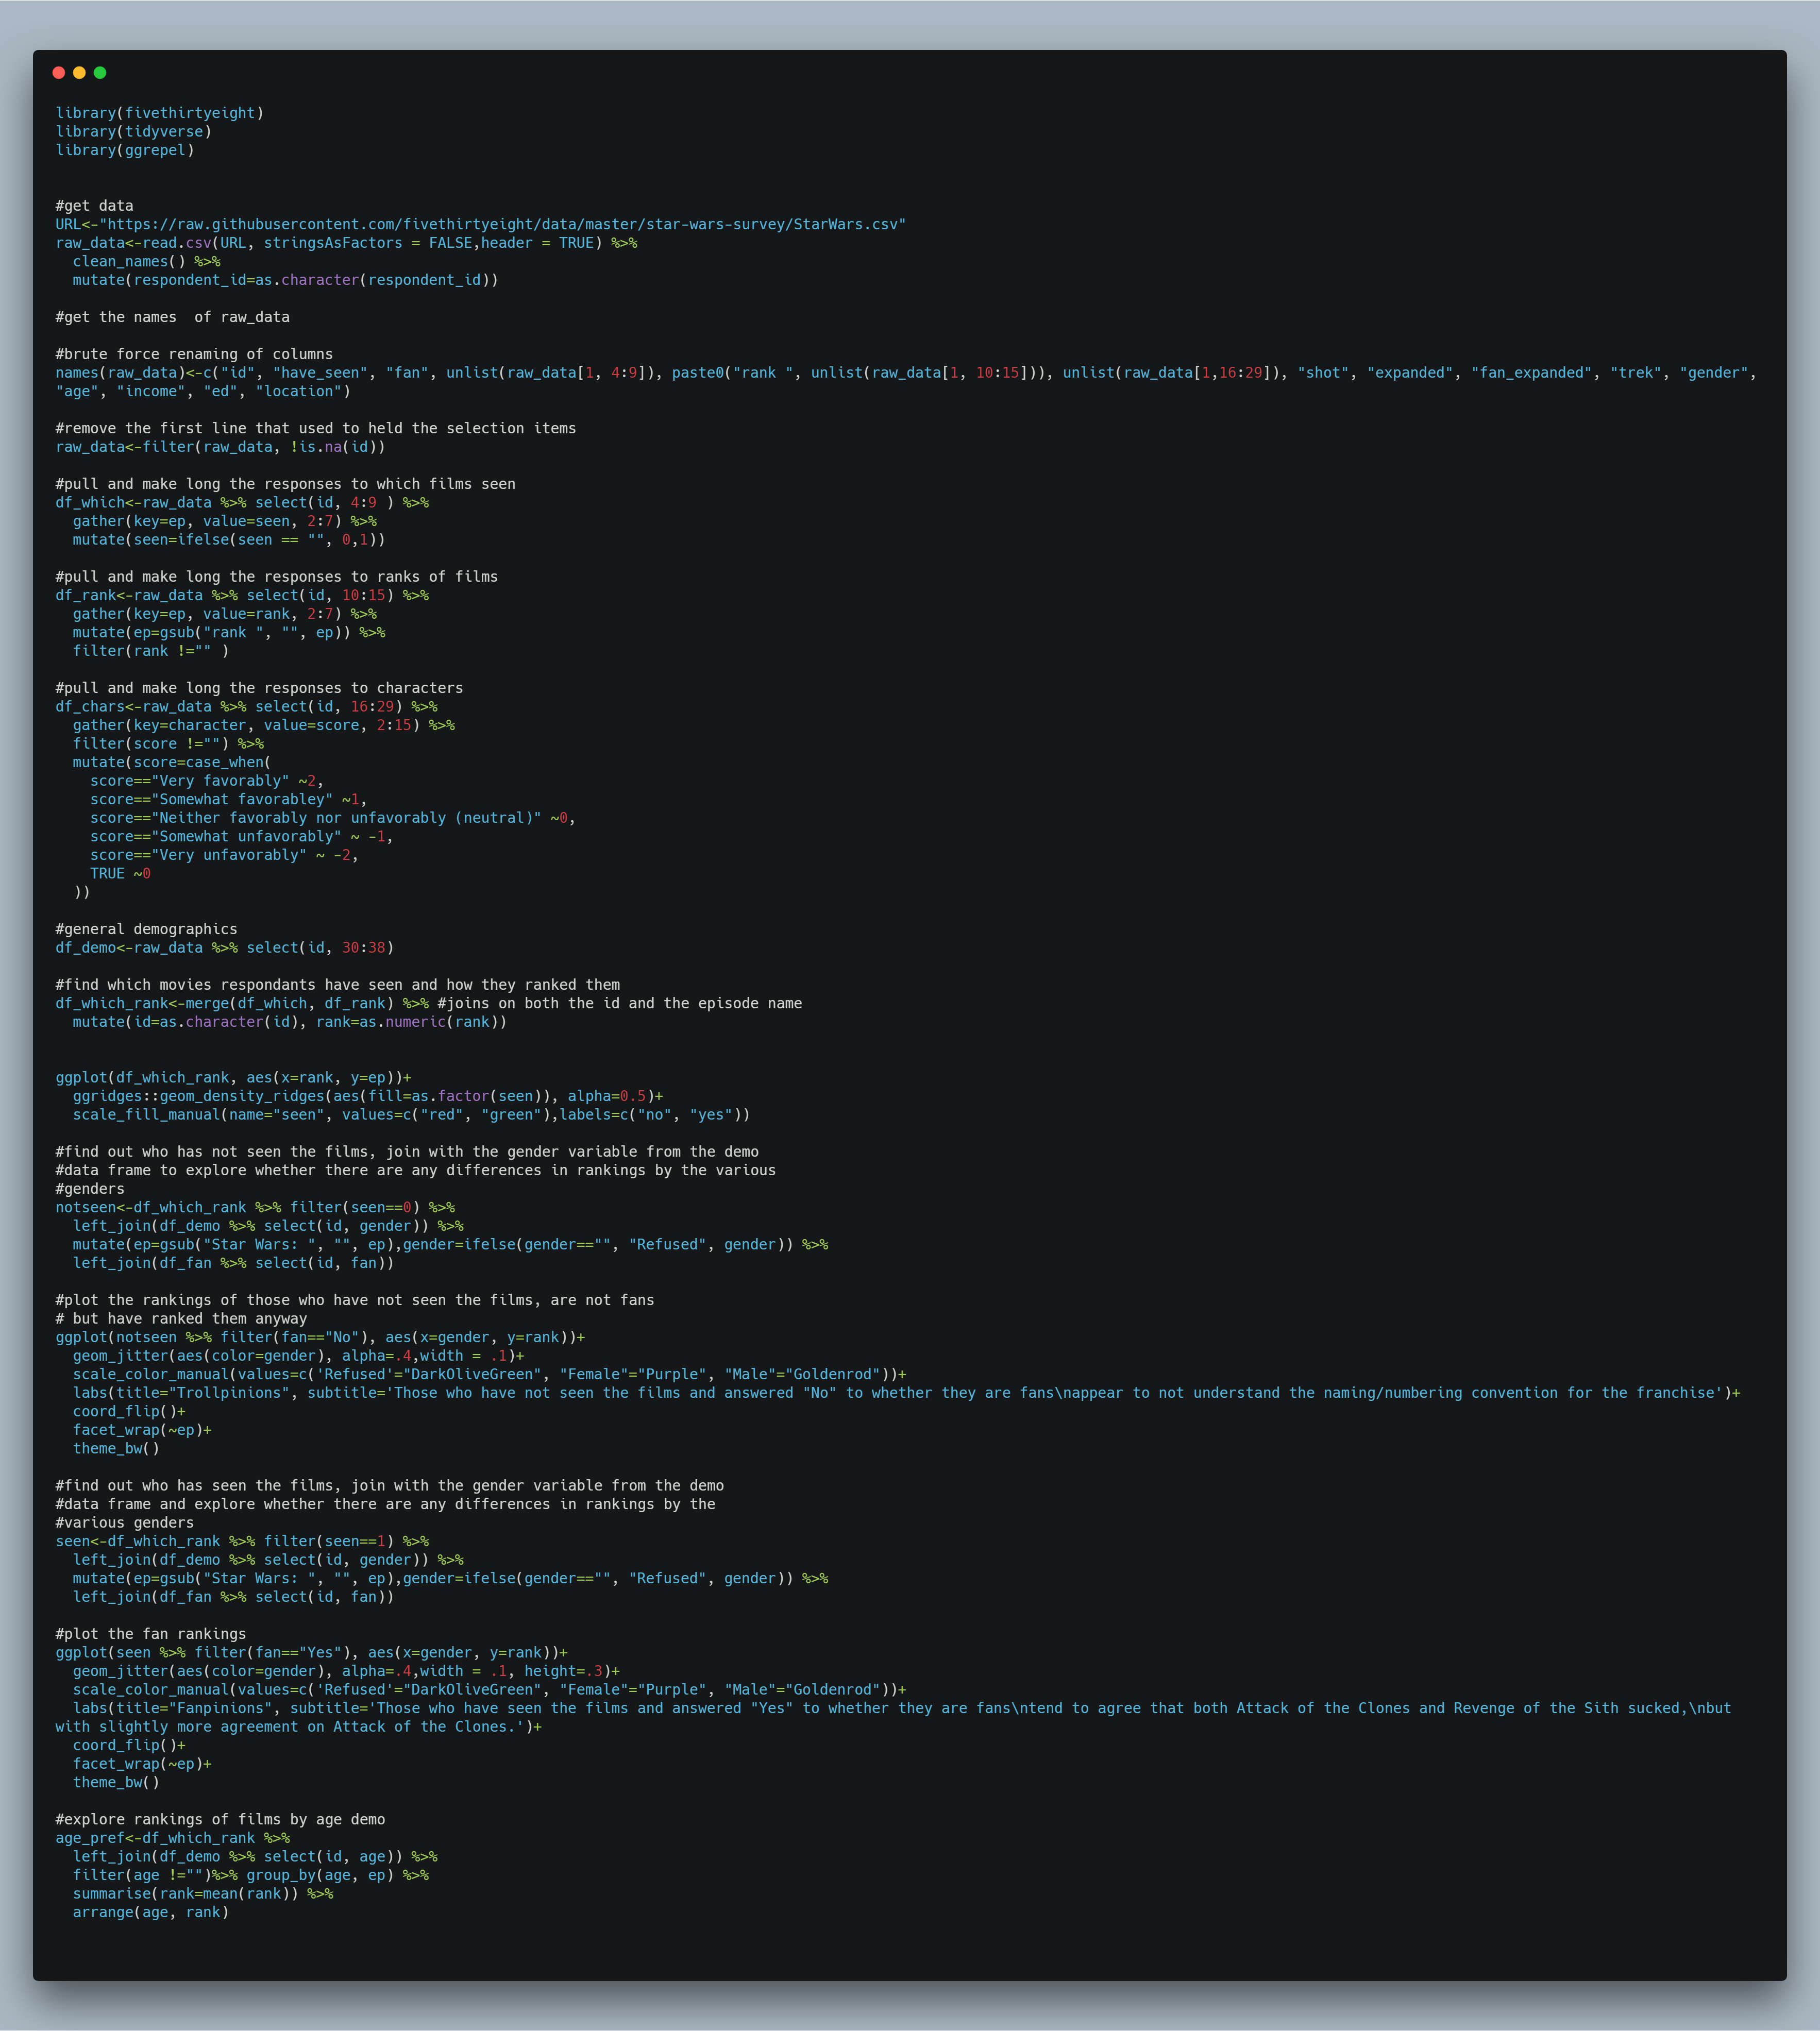 library(fivethirtyeight)
library(tidyverse)
library(ggrepel)
#get data
URL<-"https://raw.githubusercontent.com/fivethirtyeight/data/master/star-wars-survey/StarWars.csv"
raw_data<-read.csv(URL, stringsAsFactors = FALSE,header = TRUE) %>%
  clean_names() %>%
  mutate(respondent_id=as.character(respondent_id))
#get the names  of raw_data
#brute force renaming of columns
names(raw_data)<-c("id", "have_seen", "fan", unlist(raw_data[1, 4:9]), paste0("rank ", unlist(raw_data[1, 10:15])), unlist(raw_data[1,16:29]), "shot", "expanded", "fan_expanded", "trek", "gender",
"age", "income", "ed", "location")
#remove the first line that used to held the selection items
raw_data<-filter(raw_data, !is.na(id))
#pull and make long the responses to which films seen
df_which<-raw_data %>% select(id, 4:9 ) %>%
  gather(key=ep, value=seen, 2:7) %>%
  mutate(seen=ifelse(seen == "", 0,1))
#pull and make long the responses to ranks of films
df_rank<-raw_data %>% select(id, 10:15) %>%
  gather(key=ep, value=rank, 2:7) %>%
  mutate(ep=gsub("rank ", "", ep)) %>%
  filter(rank !="" )
#pull and make long the responses to characters
df_chars<-raw_data %>% select(id, 16:29) %>%
  gather(key=character, value=score, 2:15) %>%
  filter(score !="") %>%
  mutate(score=case_when(
    score=="Very favorably" ~2,
    score=="Somewhat favorabley" ~1,
    score=="Neither favorably nor unfavorably (neutral)" ~0,
    score=="Somewhat unfavorably" ~ -1,
    score=="Very unfavorably" ~ -2,
    TRUE ~0
  ))
#general demographics
df_demo<-raw_data %>% select(id, 30:38)
#find which movies respondants have seen and how they ranked them
df_which_rank<-merge(df_which, df_rank) %>% #joins on both the id and the episode name
  mutate(id=as.character(id), rank=as.numeric(rank))
ggplot(df_which_rank, aes(x=rank, y=ep))+
  ggridges::geom_density_ridges(aes(fill=as.factor(seen)), alpha=0.5)+
  scale_fill_manual(name="seen", values=c("red", "green"),labels=c("no", "yes"))
#find out who has not seen the films, join with the gender variable from the demo
#data frame to explore whether there are any differences in rankings by the various
#genders
notseen<-df_which_rank %>% filter(seen==0) %>%
  left_join(df_demo %>% select(id, gender)) %>%
  mutate(ep=gsub("Star Wars: ", "", ep),gender=ifelse(gender=="", "Refused", gender)) %>%
  left_join(df_fan %>% select(id, fan))
#plot the rankings of those who have not seen the films, are not fans
# but have ranked them anyway
ggplot(notseen %>% filter(fan=="No"), aes(x=gender, y=rank))+
  geom_jitter(aes(color=gender), alpha=.4,width = .1)+
  scale_color_manual(values=c('Refused'="DarkOliveGreen", "Female"="Purple", "Male"="Goldenrod"))+
  labs(title="Trollpinions", subtitle='Those who have not seen the films and answered "No" to whether they are fans\nappear to not understand the naming/numbering convention for the franchise')+
  coord_flip()+
  facet_wrap(~ep)+
  theme_bw()
#find out who has seen the films, join with the gender variable from the demo
#data frame and explore whether there are any differences in rankings by the
#various genders
seen<-df_which_rank %>% filter(seen==1) %>%
  left_join(df_demo %>% select(id, gender)) %>%
  mutate(ep=gsub("Star Wars: ", "", ep),gender=ifelse(gender=="", "Refused", gender)) %>%
  left_join(df_fan %>% select(id, fan))
#plot the fan rankings
ggplot(seen %>% filter(fan=="Yes"), aes(x=gender, y=rank))+
  geom_jitter(aes(color=gender), alpha=.4,width = .1, height=.3)+
  scale_color_manual(values=c('Refused'="DarkOliveGreen", "Female"="Purple", "Male"="Goldenrod"))+
  labs(title="Fanpinions", subtitle='Those who have seen the films and answered "Yes" to whether they are fans\ntend to agree that both Attack of the Clones and Revenge of the Sith sucked,\nbut
with slightly more agreement on Attack of the Clones.')+
  coord_flip()+
  facet_wrap(~ep)+
  theme_bw()
#explore rankings of films by age demo
age_pref<-df_which_rank %>%
  left_join(df_demo %>% select(id, age)) %>%
  filter(age !="")%>% group_by(age, ep) %>%
  summarise(rank=mean(rank)) %>%
  arrange(age, rank)